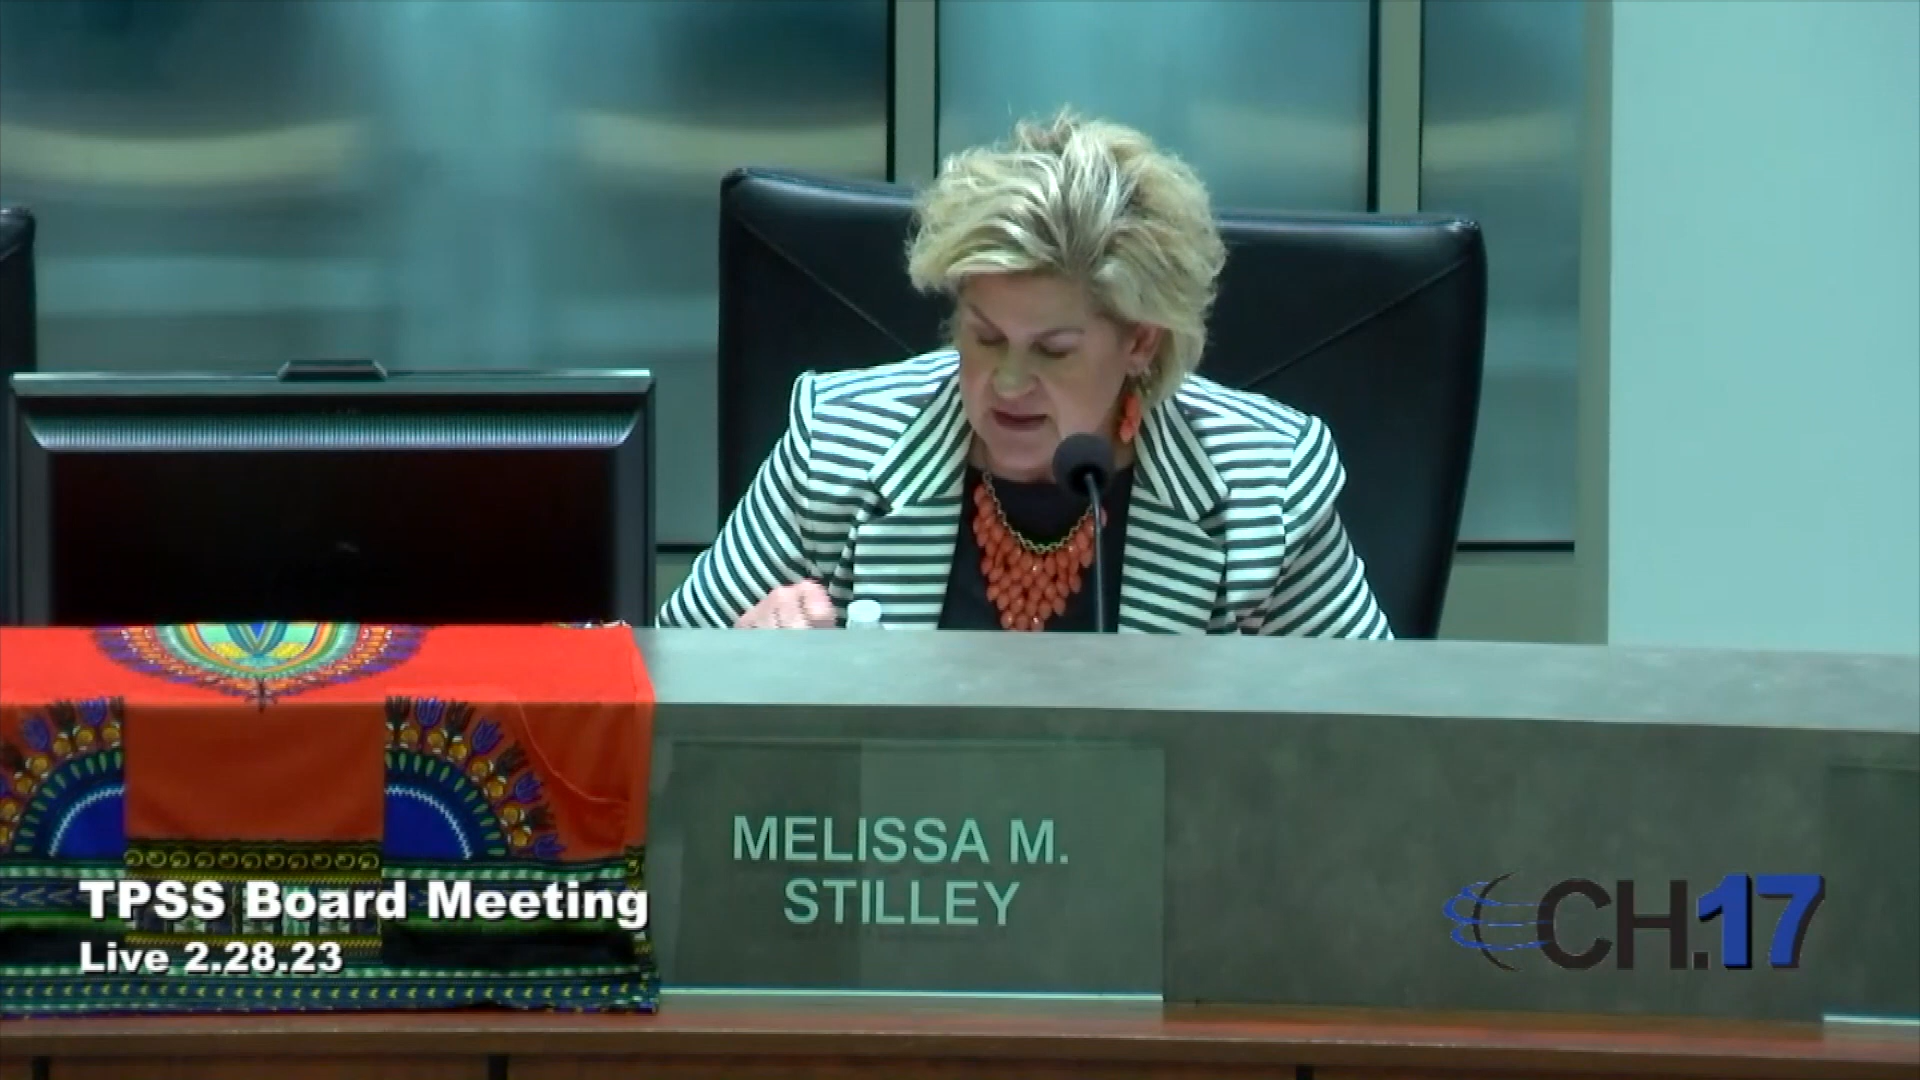 MELISSA M.
STILLEY
TPSS Board Meeting
Live 2.28.23
CH.17